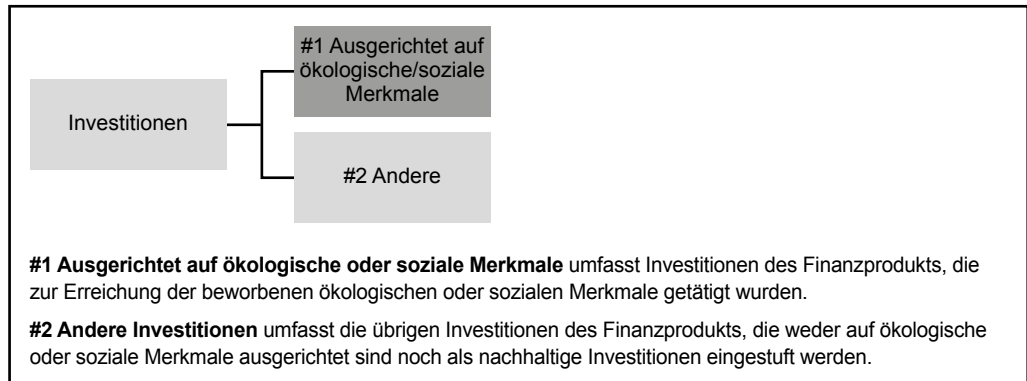 #1 Ausgerichtet auf
ökologische/soziale
Merkmale
Investitionen
#2 Andere
#1 Ausgerichtet auf ökologische oder soziale Merkmale umfasst Investitionen des Finanzprodukts, die
zur Erreichung der beworbenen ökologischen oder sozialen Merkmale getätigt wurden.
#2 Andere Investitionen umfasst die übrigen Investitionen des Finanzprodukts, die weder auf ökologische
oder soziale Merkmale ausgerichtet sind noch als nachhaltige Investitionen eingestuft werden.